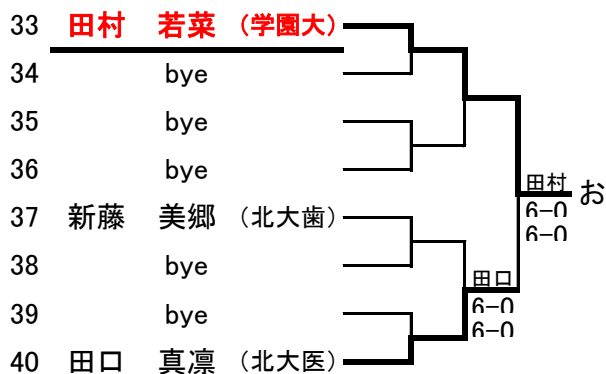 33 田村 若菜 (学園大)
34 bye
35 bye
36 bye
田村 お
37 新藤 美郷 (北大歯)
6-0
6-0
38 bye
田口
39 bye
6-0
6-0
40 田口 真凛 (北大医)